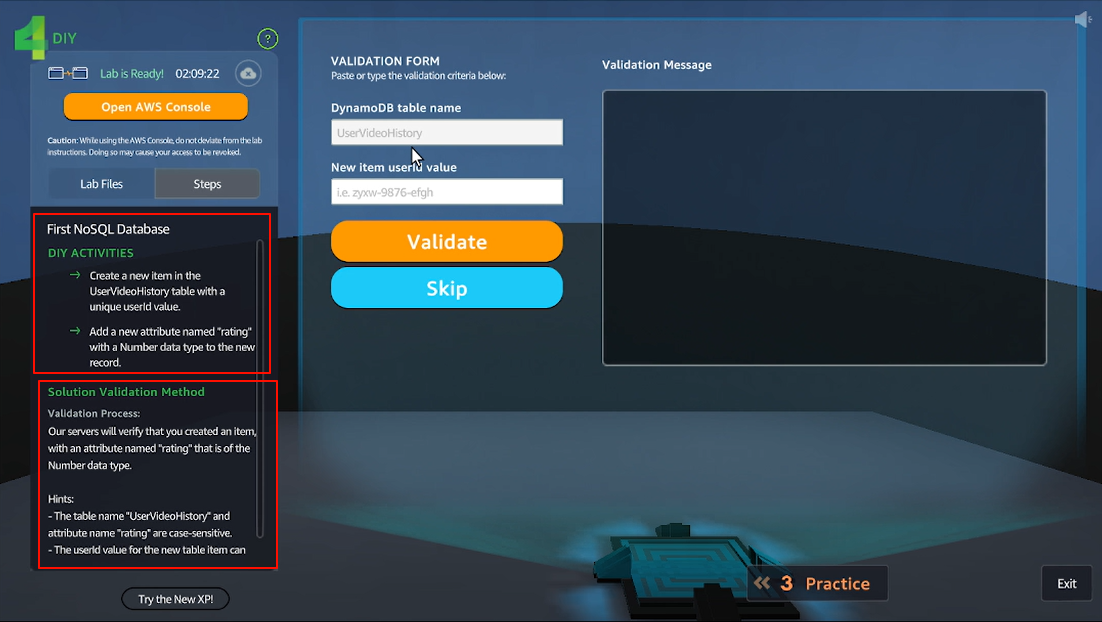 4 DIY
?
Lab is Ready! 02:09:22
Open AWS Console
Caution: While using the AWS Console, do not deviate from the lab
instructions. Doing so may cause your access to be revoked.
Lab Files
Steps
First NoSQL Database
DIY ACTIVITIES
→ Create a new item in the
UserVideoHistory table with a
unique userId value.
→ Add a new attribute named "rating"
with a Number data type to the new
record.
Solution Validation Method
Validation Process:
Our servers will verify that you created an item,
with an attribute named "rating" that is of the
Number data type.
Hints:
- The table name "UserVideoHistory" and
attribute name "rating" are case-sensitive.
- The userId value for the new table item can
Try the New XP!
VALIDATION FORM
Paste or type the validation criteria below:
DynamoDB table name
UserVideoHistory
New item userId value
i.e. zyxw-9876-efgh
Validate
Skip
Validation Message
3 Practice
Exit